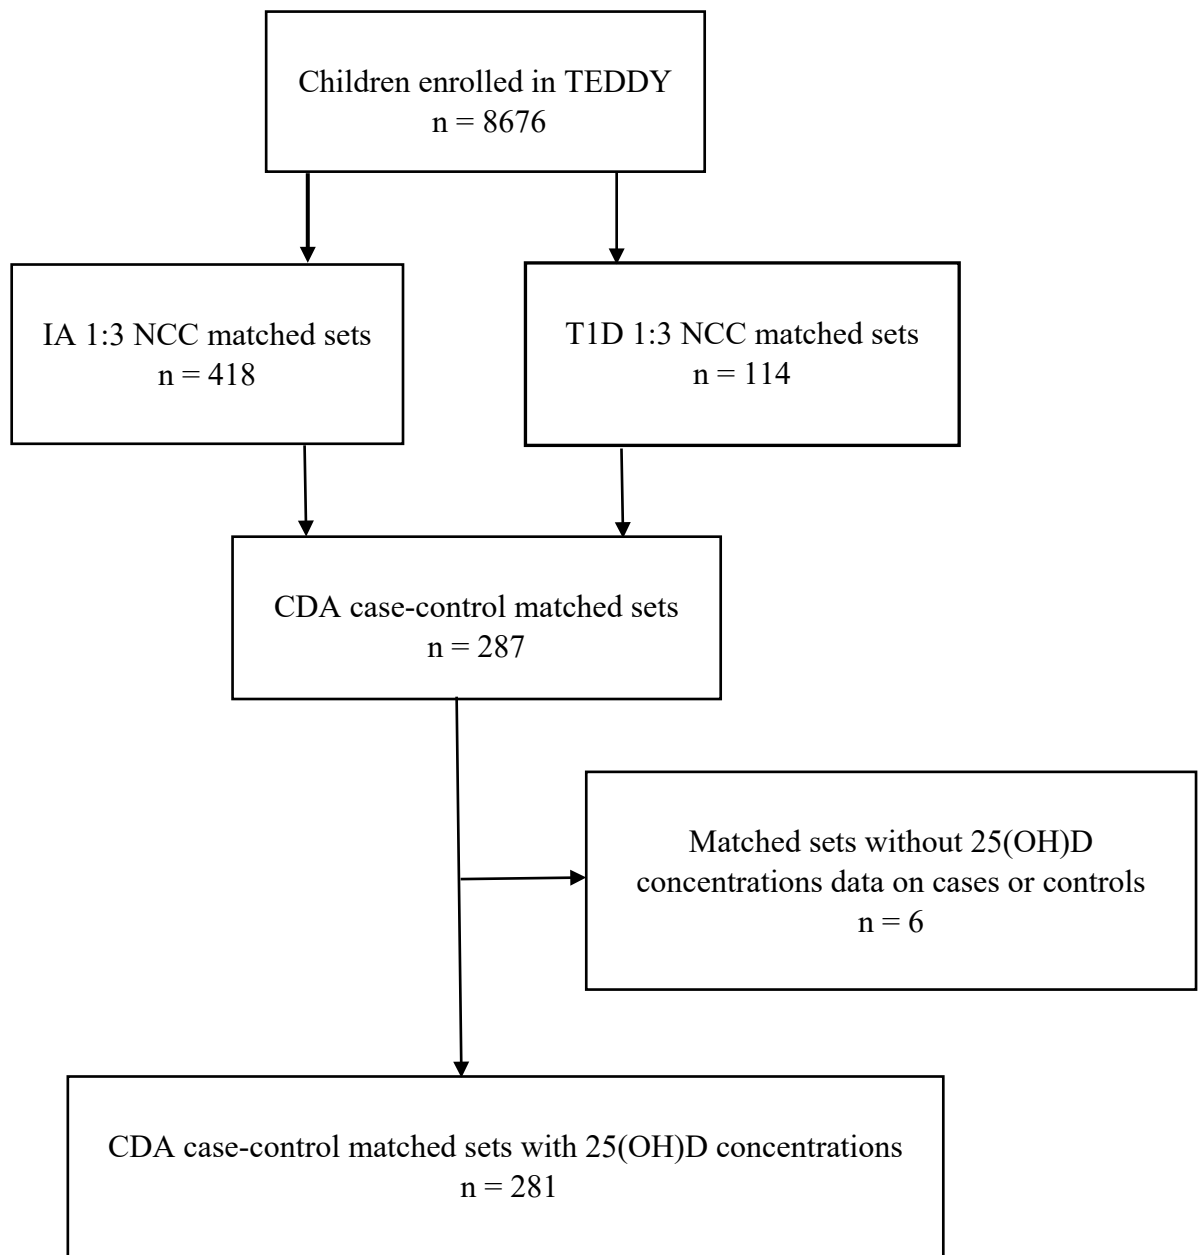 Children enrolled in TEDDY
n = 8676
IA 1:3 NCC matched sets
n = 418
T1D 1:3 NCC matched sets
n = 114
CDA case-control matched sets
n = 287
Matched sets without 25(OH)D
concentrations data on cases or controls
n = 6
CDA case-control matched sets with 25(OH)D concentrations
n = 281